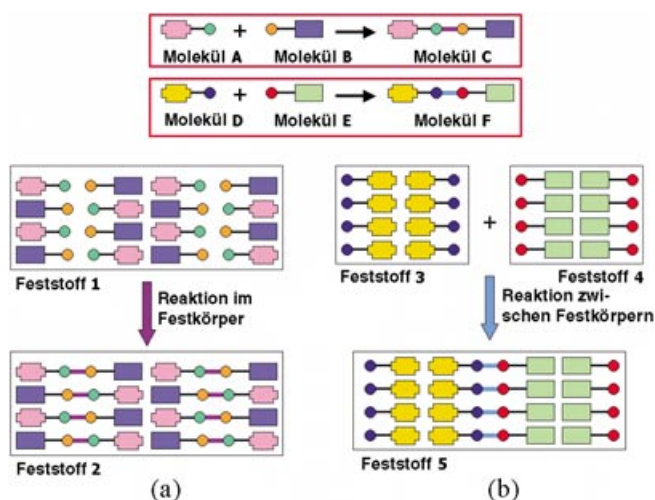 +
Molekül A Molekül B Molekül C
+
Molekül D Molekül E Molekül F
Feststoff 1
Reaktion im
Festkörper
Feststoff 2
(a)
+
Feststoff 3 Feststoff 4
Reaktion zwi-
schen Festkörpern
Feststoff 5
(b)